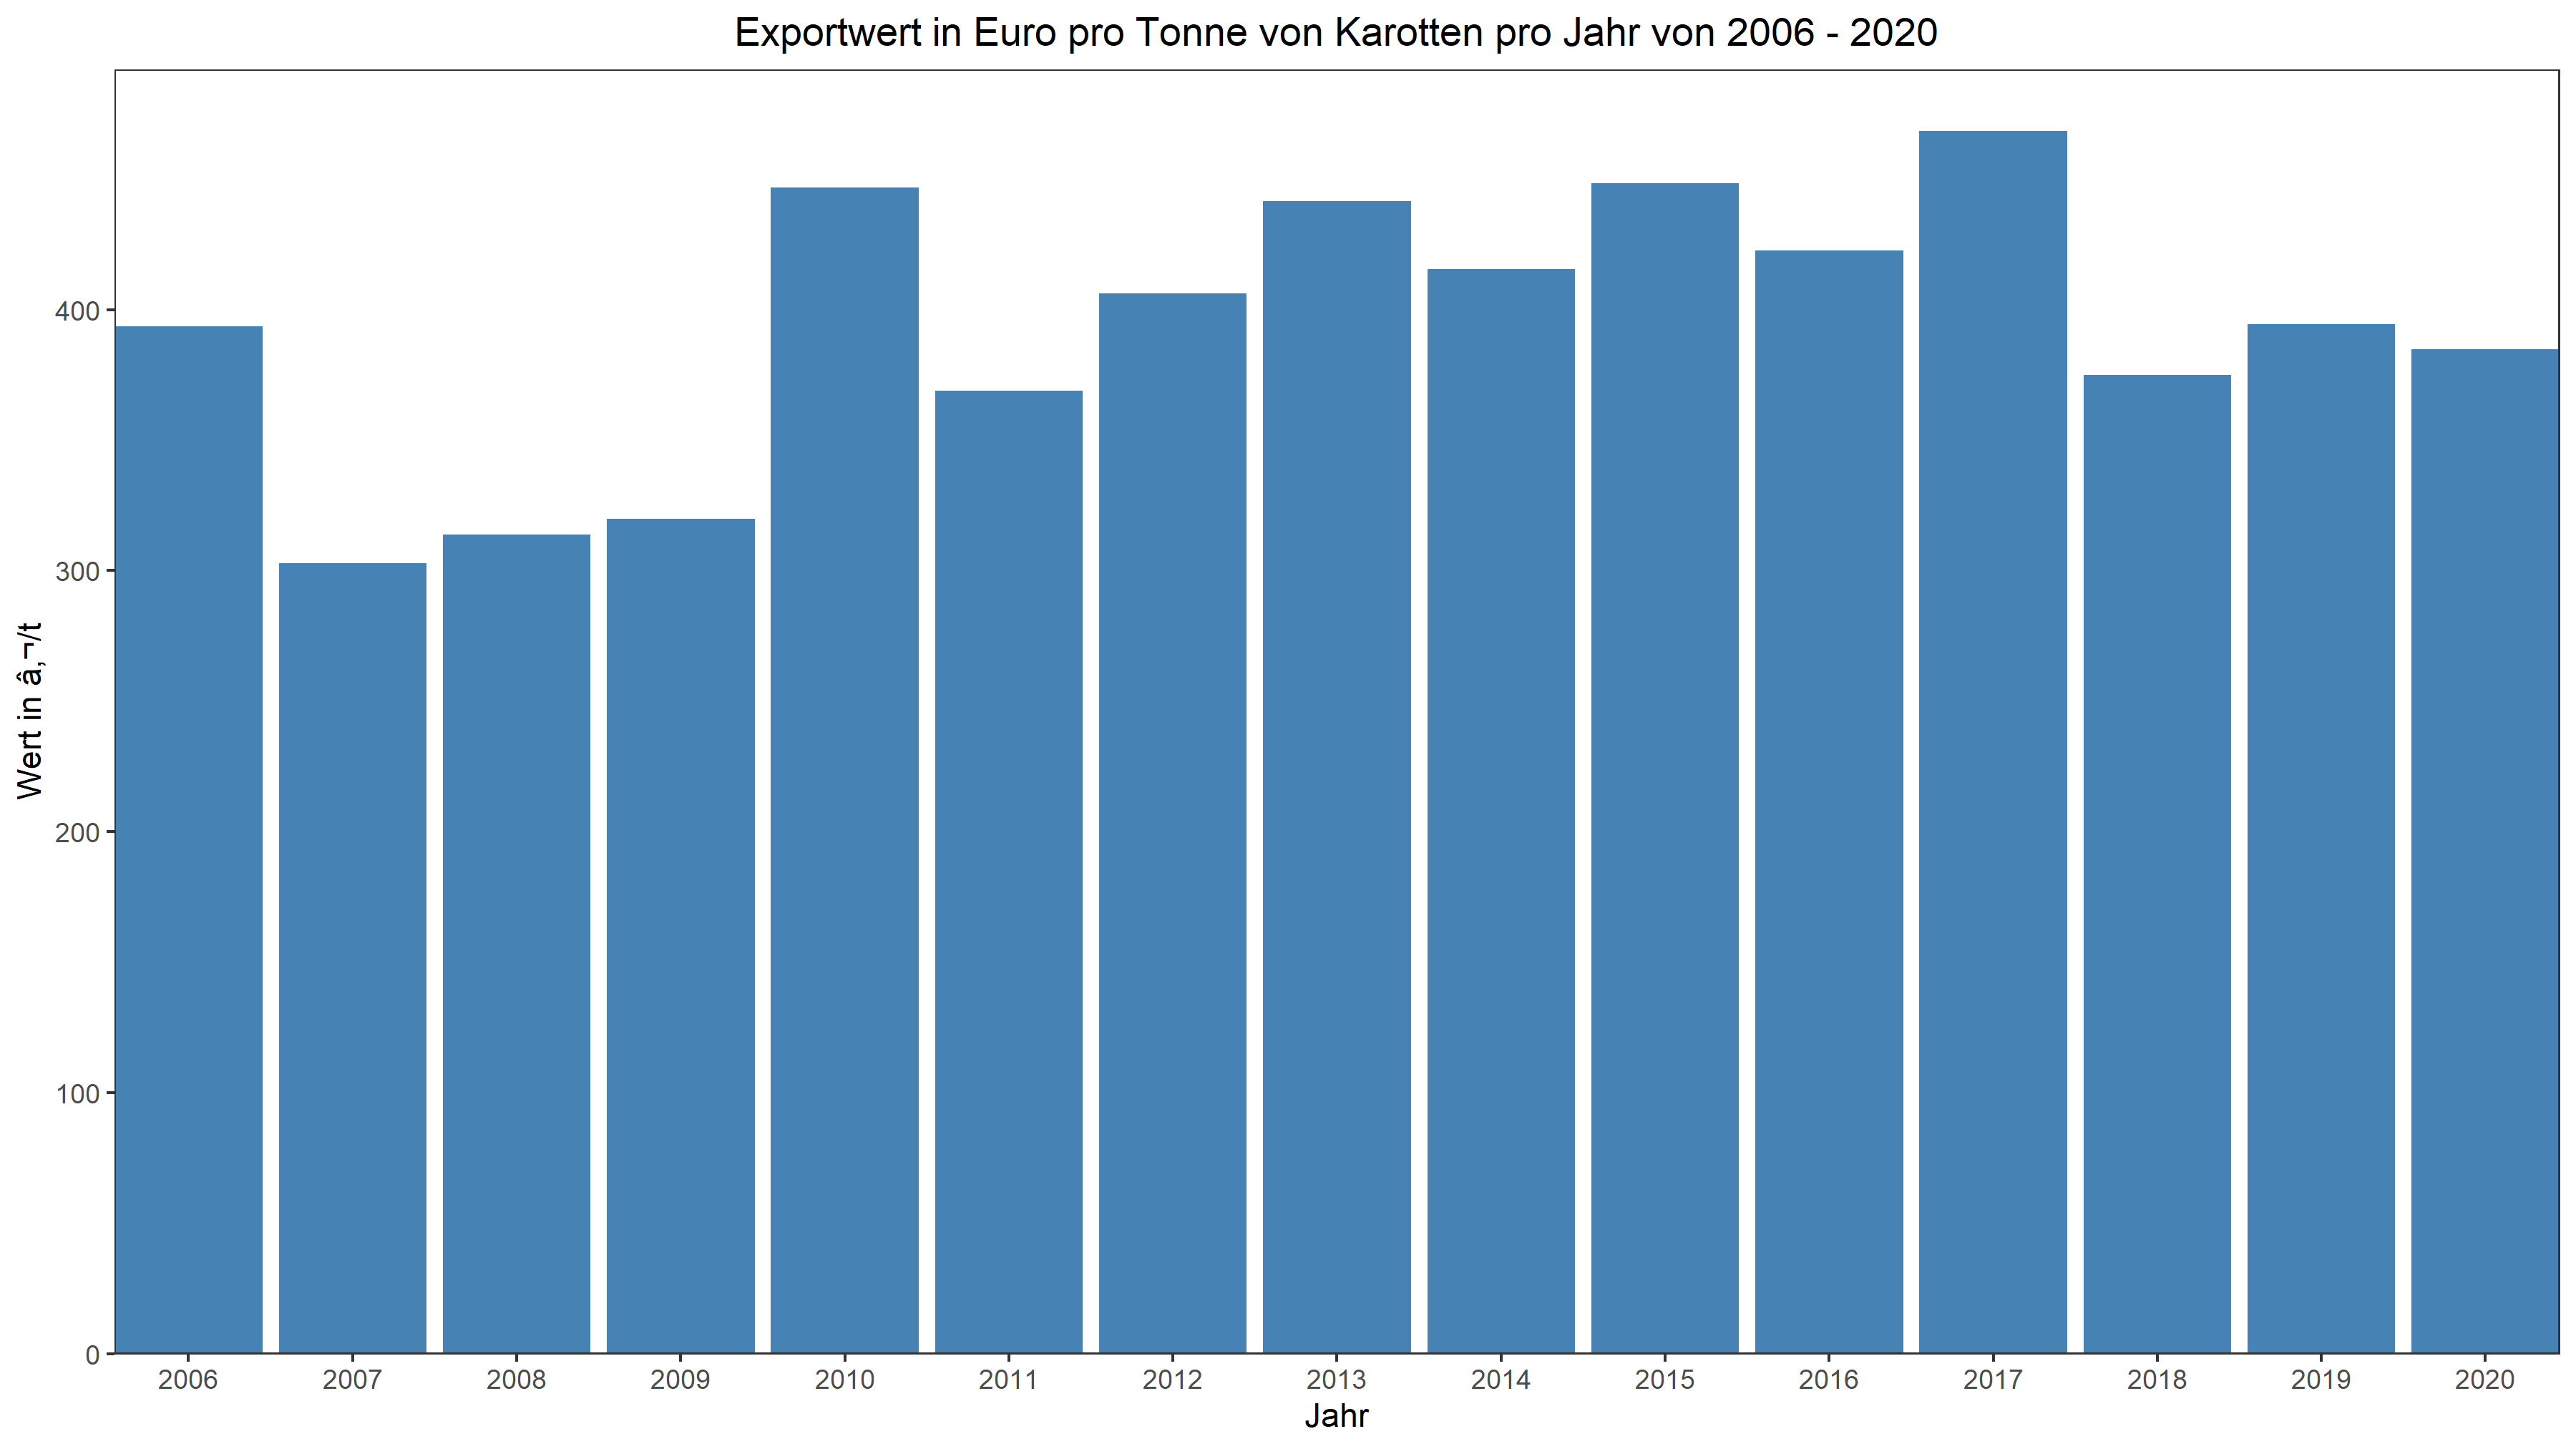 Exportwert in Euro pro Tonne von Karotten pro Jahr von 2006 - 2020
Wert in â‚¬/t
400
300
200
100
0
2006 2007 2008 2009 2010 2011 2012 2013 2014 2015 2016 2017 2018 2019 2020
Jahr